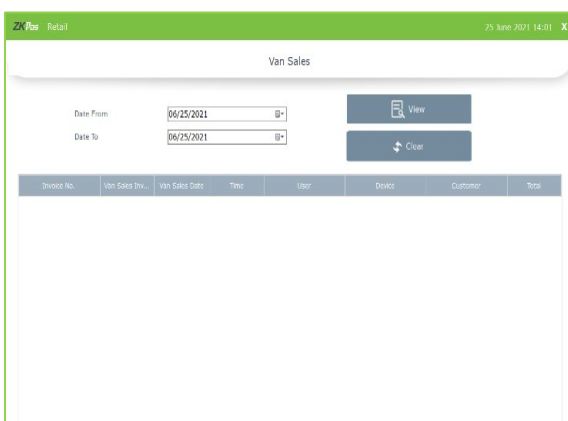 ZKPos Retail 25 June 2021 14:01 X
Van Sales
Date From 06/25/2021 View
Date To 06/25/2021 Clear
Invoice No. Van Sales Inv... Van Sales Date Time User Device Customer Total